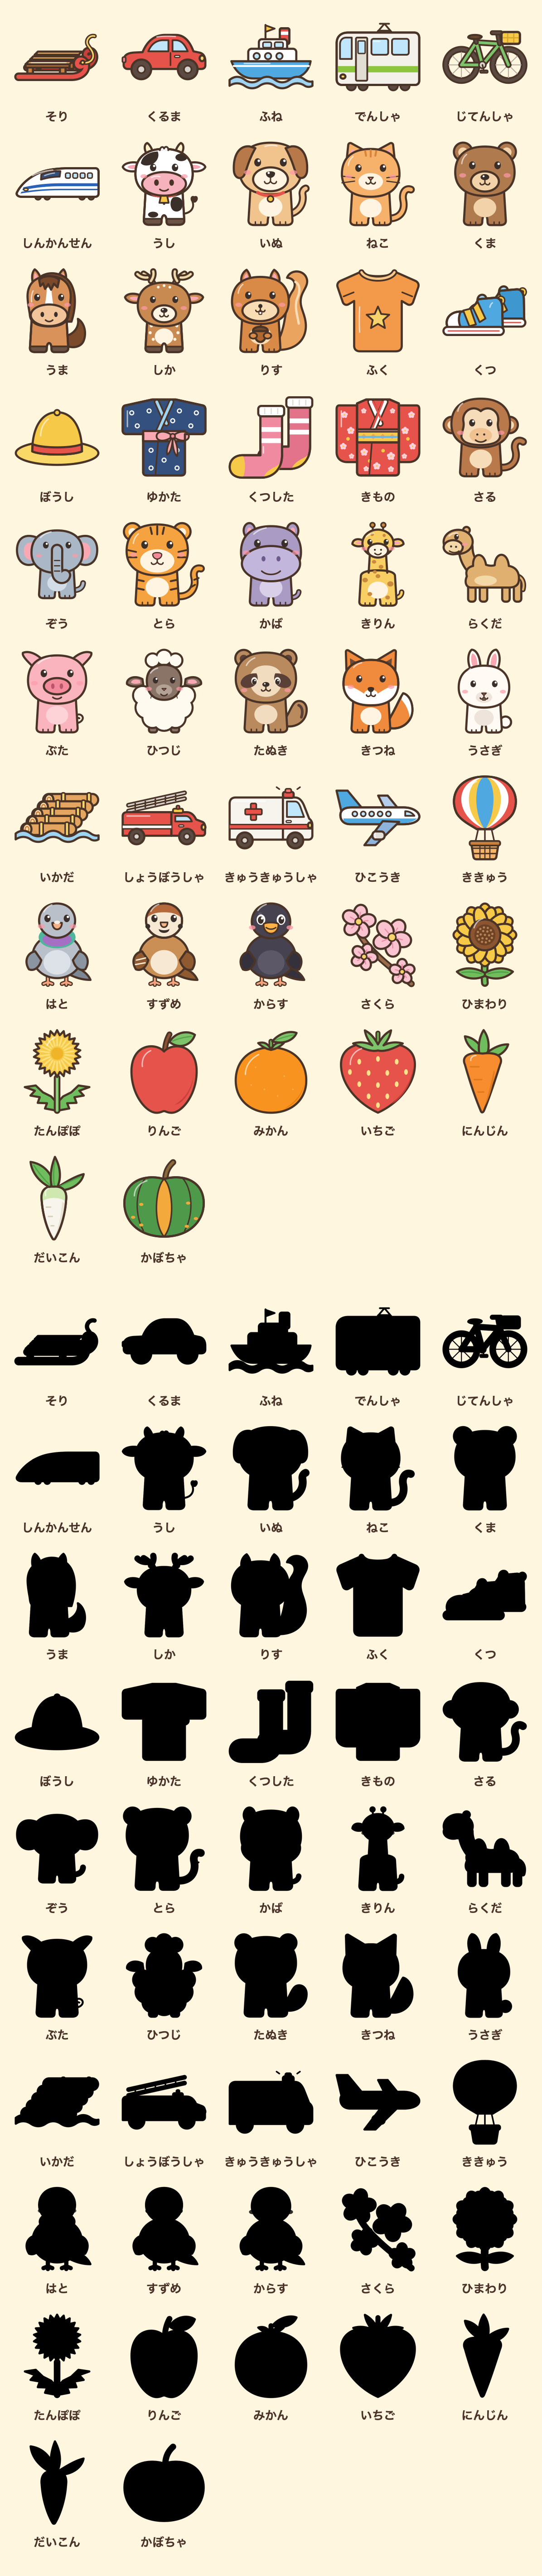 そり くるま ふね でんしゃ じてんしゃ
しんかんせん うし いぬ ねこ くま
うま しか りす ふく くつ
ぼうし ゆかた くつした きもの さる
ぞう とら かば きりん らくだ
ぶた ひつじ たぬき きつね うさぎ
いかだ しょうぼうしゃ きゅうきゅうしゃ ひこうき ききゅう
はと すずめ からす さくら ひまわり
たんぽぽ りんご みかん いちご にんじん
だいこん かぼちゃ
そり くるま ふね でんしゃ じてんしゃ
しんかんせん うし いぬ ねこ くま
うま しか りす ふく くつ
ぼうし ゆかた くつした きもの さる
ぞう とら かば きりん らくだ
ぶた ひつじ たぬき きつね うさぎ
いかだ しょうぼうしゃ きゅうきゅうしゃ ひこうき ききゅう
はと すずめ からす さくら ひまわり
たんぽぽ りんご みかん いちご にんじん
だいこん かぼちゃ